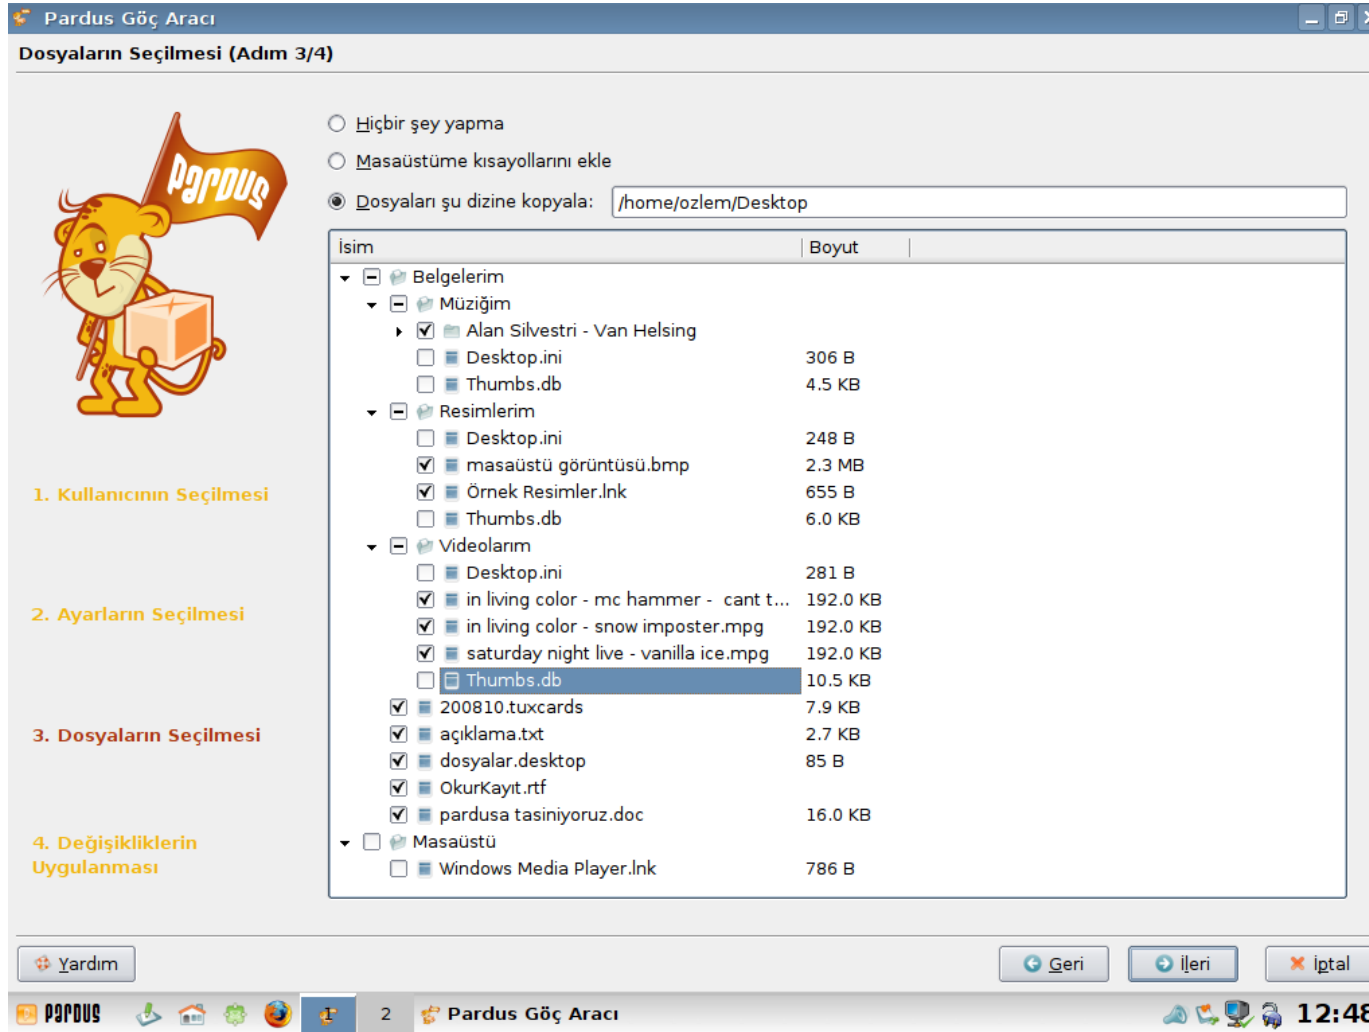 Pardus Göç Aracı
Dosyaların Seçilmesi (Adım 3/4)
Pardus
Hiçbir şey yapma
Masaüstüme kısayollarını ekle
Dosyaları şu dizine kopyala: /home/ozlem/Desktop
İsim Boyut
Belgelerim
Müziğim
Alan Silvestri - Van Helsing
Desktop.ini 306 B
Thumbs.db 4.5 KB
Resimlerim
Desktop.ini 248 B
masaüstü görüntüsü.bmp 2.3 MB
Örnek Resimler.lnk 655 B
Thumbs.db 6.0 KB
Videolarım
Desktop.ini 281 B
in living color - mc hammer - cant t... 192.0 KB
in living color - snow imposter.mpg 192.0 KB
saturday night live - vanilla ice.mpg 192.0 KB
Thumbs.db 10.5 KB
200810.tuxcards 7.9 KB
açıklama.txt 2.7 KB
dosyalar.desktop 85 B
OkurKayıt.rtf
pardusa tasiniyoruz.doc 16.0 KB
Masaüstü
Windows Media Player.lnk 786 B
1. Kullanıcının Seçilmesi
2. Ayarların Seçilmesi
3. Dosyaların Seçilmesi
4. Değişikliklerin
Uygulanması
Yardım Geri İleri İptal
Pardus 1 2 Pardus Göç Aracı 12:48